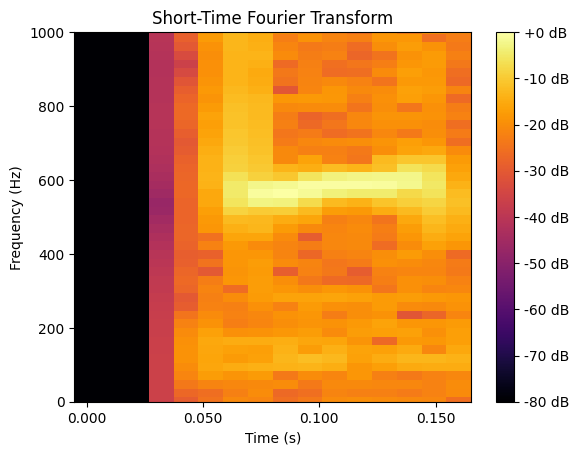 Short-Time Fourier Transform
1000
800
600
400
200
0
Frequency (Hz)
0.000
0.050
0.100
0.150
Time (s)
+0 dB
-10 dB
-20 dB
-30 dB
-40 dB
-50 dB
-60 dB
-70 dB
-80 dB